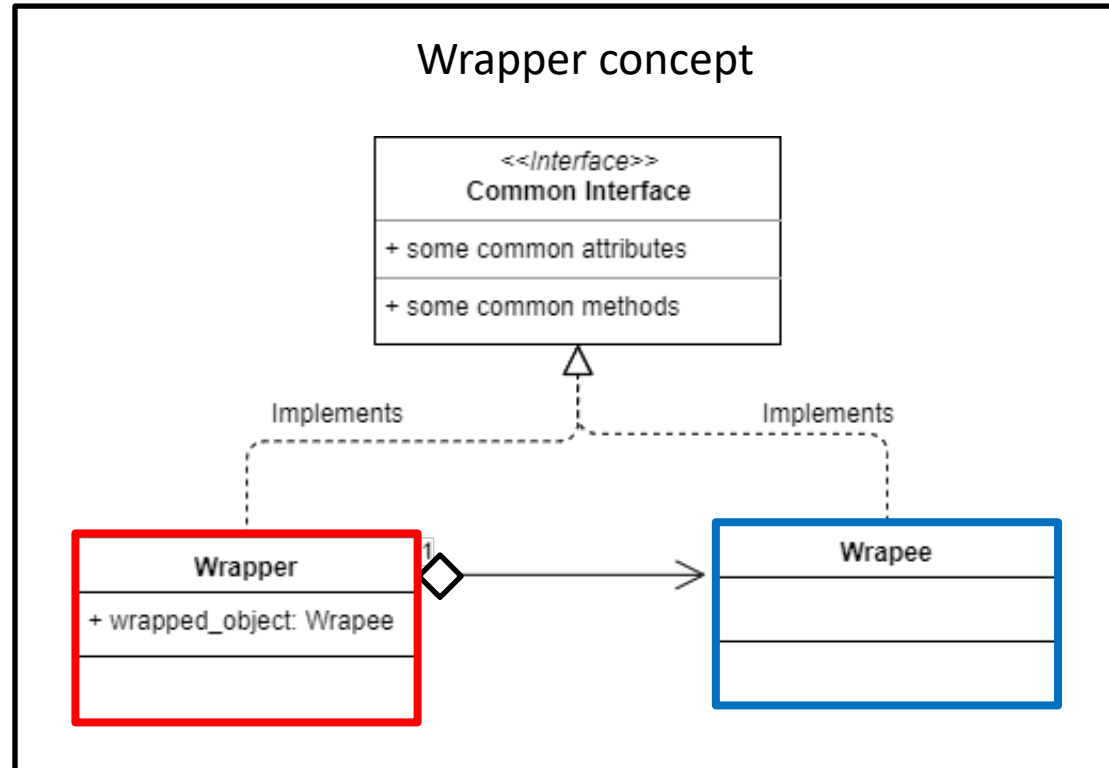 Wrapper concept
<<Interface>>
Common Interface
+ some common attributes
+ some common methods
Implements
Implements
Wrapper
+ wrapped_object: Wrapee
1
Wrapee